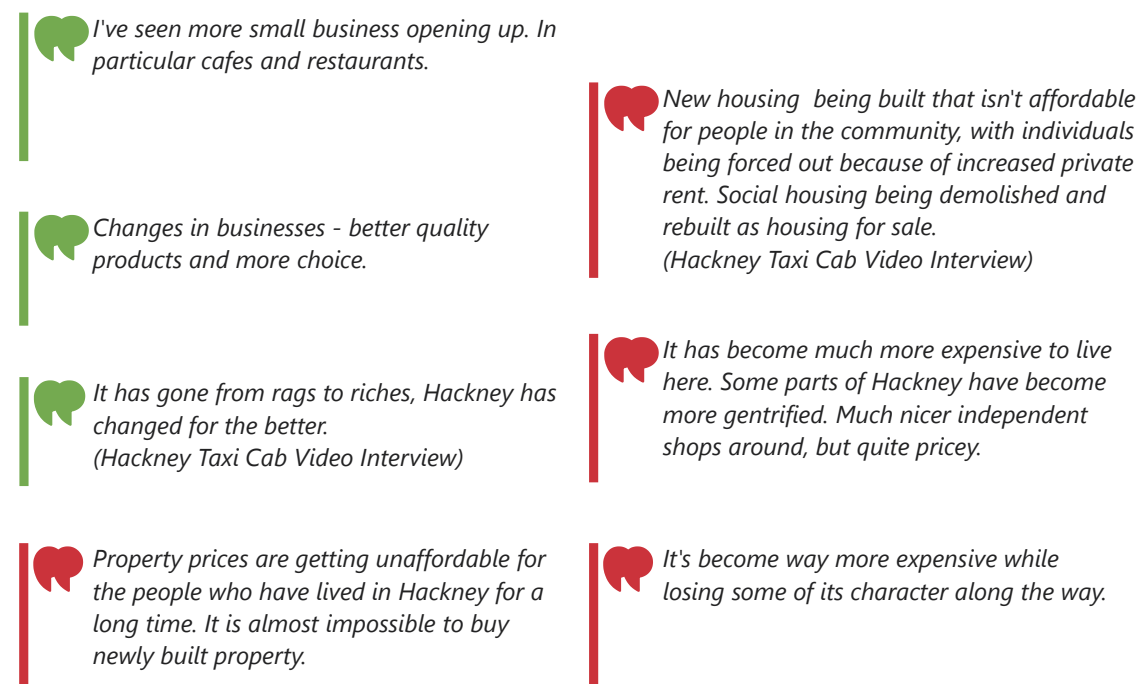 I've seen more small business opening up. In
particular cafes and restaurants.
Changes in businesses - better quality
products and more choice.
It has gone from rags to riches, Hackney has
changed for the better.
(Hackney Taxi Cab Video Interview)
Property prices are getting unaffordable for
the people who have lived in Hackney for a
long time. It is almost impossible to buy
newly built property.
New housing  being built that isn't affordable
for people in the community, with individuals
being forced out because of increased private
rent. Social housing being demolished and
rebuilt as housing for sale.
(Hackney Taxi Cab Video Interview)
It has become much more expensive to live
here. Some parts of Hackney have become
more gentrified. Much nicer independent
shops around, but quite pricey.
It's become way more expensive while
losing some of its character along the way.